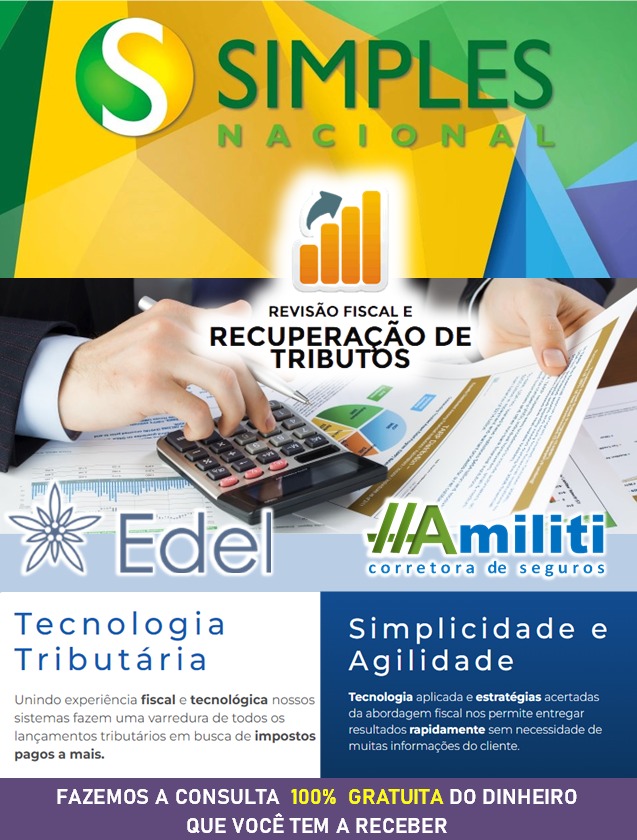 S SIMPLES
NACIONAL
REVISÃO FISCAL E
RECUPERAÇÃO DE
TRIBUTOS
Edel
Amiliti
corretora de seguros
Tecnologia
Tributária
Unindo experiência fiscal e tecnológica nossos
sistemas fazem uma varredura de todos os
lançamentos tributários em busca de impostos
pagos a mais.
Simplicidade e
Agilidade
Tecnologia aplicada e estratégias acertadas
da abordagem fiscal nos permite entregar
resultados rapidamente sem necessidade de
muitas informações do cliente.
FAZEMOS A CONSULTA 100% GRATUITA DO DINHEIRO
QUE VOCÊ TEM A RECEBER